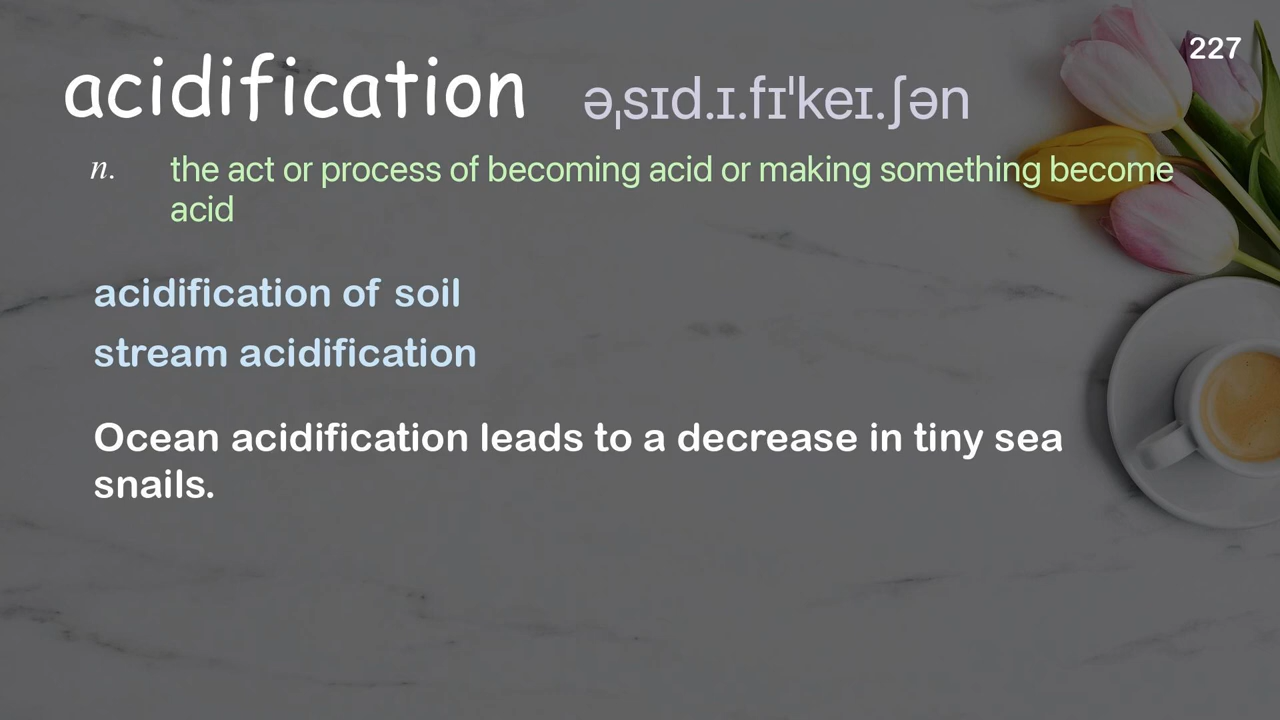 227
acidification əˌsɪd.ɪ.fɪˈkeɪ.ʃən
n. the act or process of becoming acid or making something become
acid
acidification of soil
stream acidification
Ocean acidification leads to a decrease in tiny sea
snails.